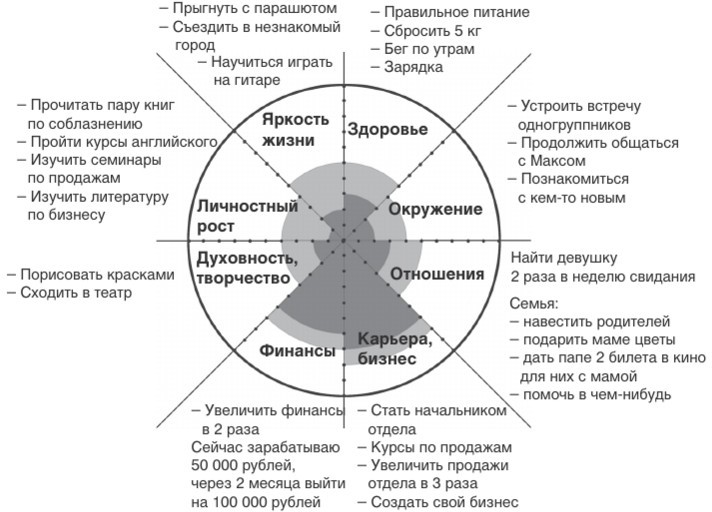 – Прыгнуть с парашютом
– Съездить в незнакомый
город
– Научиться играть
на гитаре
– Правильное питание
– Сбросить 5 кг
– Бег по утрам
– Зарядка
– Прочитать пару книг
по соблазнению
– Пройти курсы английского
– Изучить семинары
по продажам
– Изучить литературу
по бизнесу
– Устроить встречу
одногруппников
– Продолжить общаться
с Максом
– Познакомиться
с кем-то новым
Яркость
жизни
Здоровье
Личностный
рост
Окружение
Духовность,
творчество
Отношения
Финансы
Карьера,
бизнес
– Порисовать красками
– Сходить в театр
Найти девушку
2 раза в неделю свидания
Семья:
– навестить родителей
– подарить маме цветы
– дать папе 2 билета в кино
для них с мамой
– помочь в чем-нибудь
– Увеличить финансы
в 2 раза
Сейчас зарабатываю
50 000 рублей,
через 2 месяца выйти
на 100 000 рублей
– Стать начальником
отдела
– Курсы по продажам
– Увеличить продажи
отдела в 3 раза
– Создать свой бизнес